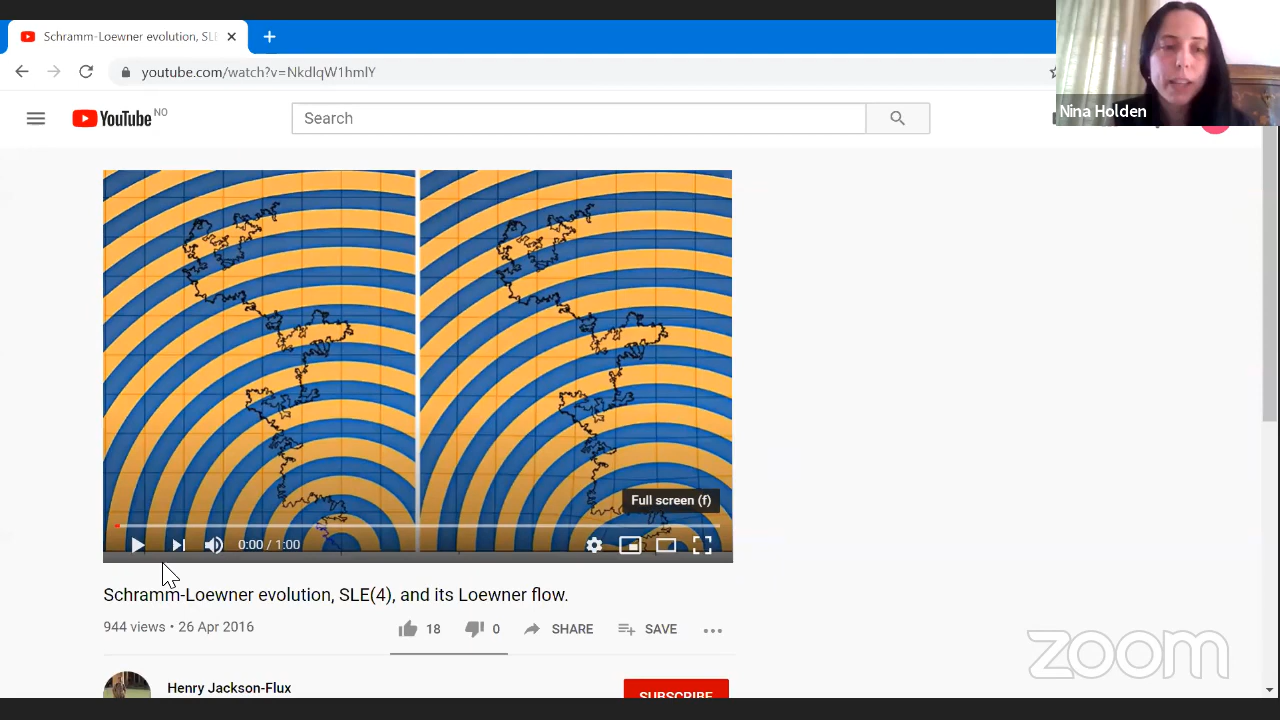 Schramm-Loewner evolution, SLE
youtube.com/watch?v=NkdlqW1hmlY
YouTube NO
Search
Nina Holden
Full screen (f)
0:00 / 1:00
Schramm-Loewner evolution, SLE(4), and its Loewner flow.
944 views • 26 Apr 2016
18
0
SHARE
SAVE
Henry Jackson-Flux
SUBSCRIBE
zoom